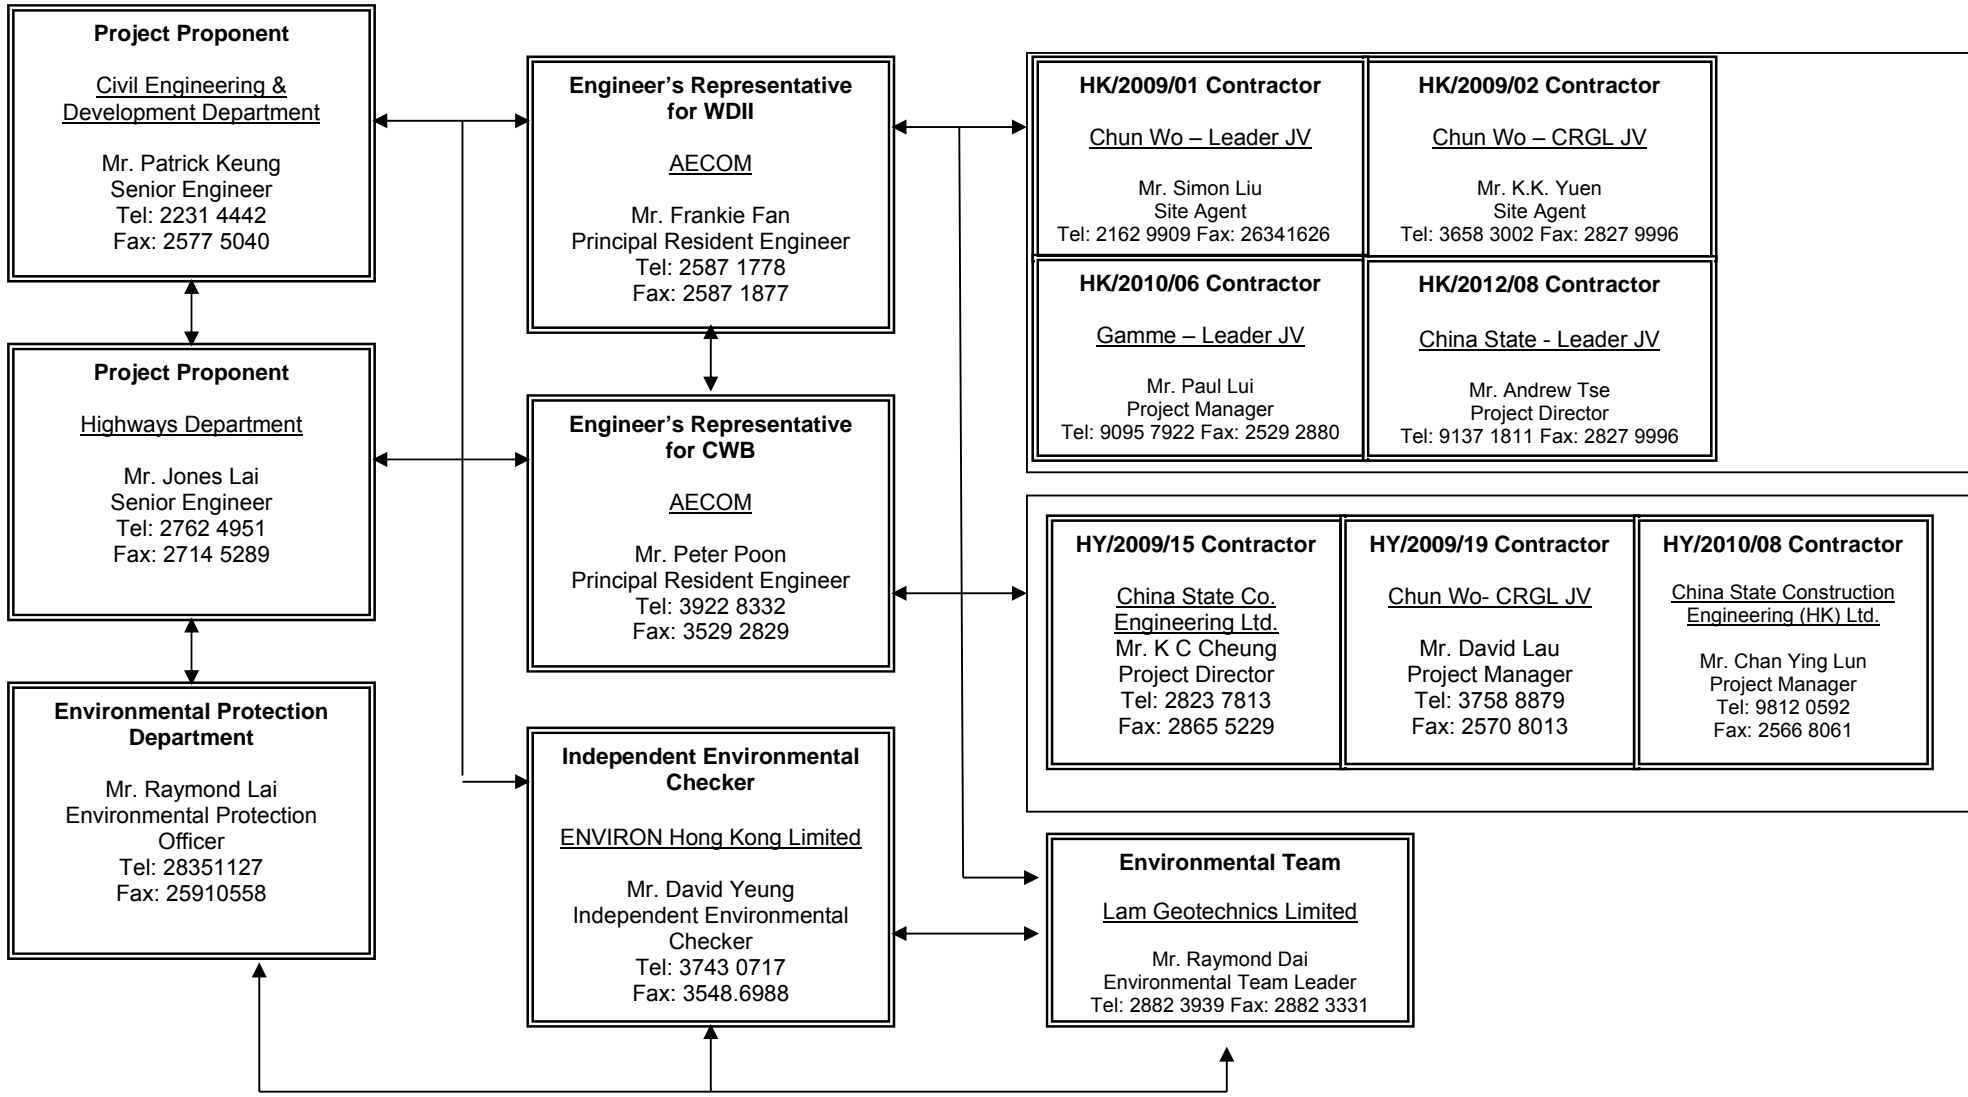 Project Proponent
Civil Engineering &
Development Department
Mr. Patrick Keung
Senior Engineer
Tel: 2231 4442
Fax: 2577 5040
Project Proponent
Highways Department
Mr. Jones Lai
Senior Engineer
Tel: 2762 4951
Fax: 2714 5289
Environmental Protection
Department
Mr. Raymond Lai
Environmental Protection
Officer
Tel: 28351127
Fax: 25910558
Engineer’s Representative
for WDII
AECOM
Mr. Frankie Fan
Principal Resident Engineer
Tel: 2587 1778
Fax: 2587 1877
Engineer’s Representative
for CWB
AECOM
Mr. Peter Poon
Principal Resident Engineer
Tel: 3922 8332
Fax: 3529 2829
Independent Environmental
Checker
ENVIRON Hong Kong Limited
Mr. David Yeung
Independent Environmental
Checker
Tel: 3743 0717
Fax: 3548.6988
HK/2009/01 Contractor
Chun Wo – Leader JV
Mr. Simon Liu
Site Agent
Tel: 2162 9909 Fax: 26341626
HK/2009/02 Contractor
Chun Wo – CRGL JV
Mr. K.K. Yuen
Site Agent
Tel: 3658 3002 Fax: 2827 9996
HK/2010/06 Contractor
Gamme – Leader JV
Mr. Paul Lui
Project Manager
Tel: 9095 7922 Fax: 2529 2880
HK/2012/08 Contractor
China State - Leader JV
Mr. Andrew Tse
Project Director
Tel: 9137 1811 Fax: 2827 9996
HY/2009/15 Contractor
China State Co.
Engineering Ltd.
Mr. K C Cheung
Project Director
Tel: 2823 7813
Fax: 2865 5229
HY/2009/19 Contractor
Chun Wo- CRGL JV
Mr. David Lau
Project Manager
Tel: 3758 8879
Fax: 2570 8013
HY/2010/08 Contractor
China State Construction
Engineering (HK) Ltd.
Mr. Chan Ying Lun
Project Manager
Tel: 9812 0592
Fax: 2566 8061
Environmental Team
Lam Geotechnics Limited
Mr. Raymond Dai
Environmental Team Leader
Tel: 2882 3939 Fax: 2882 3331